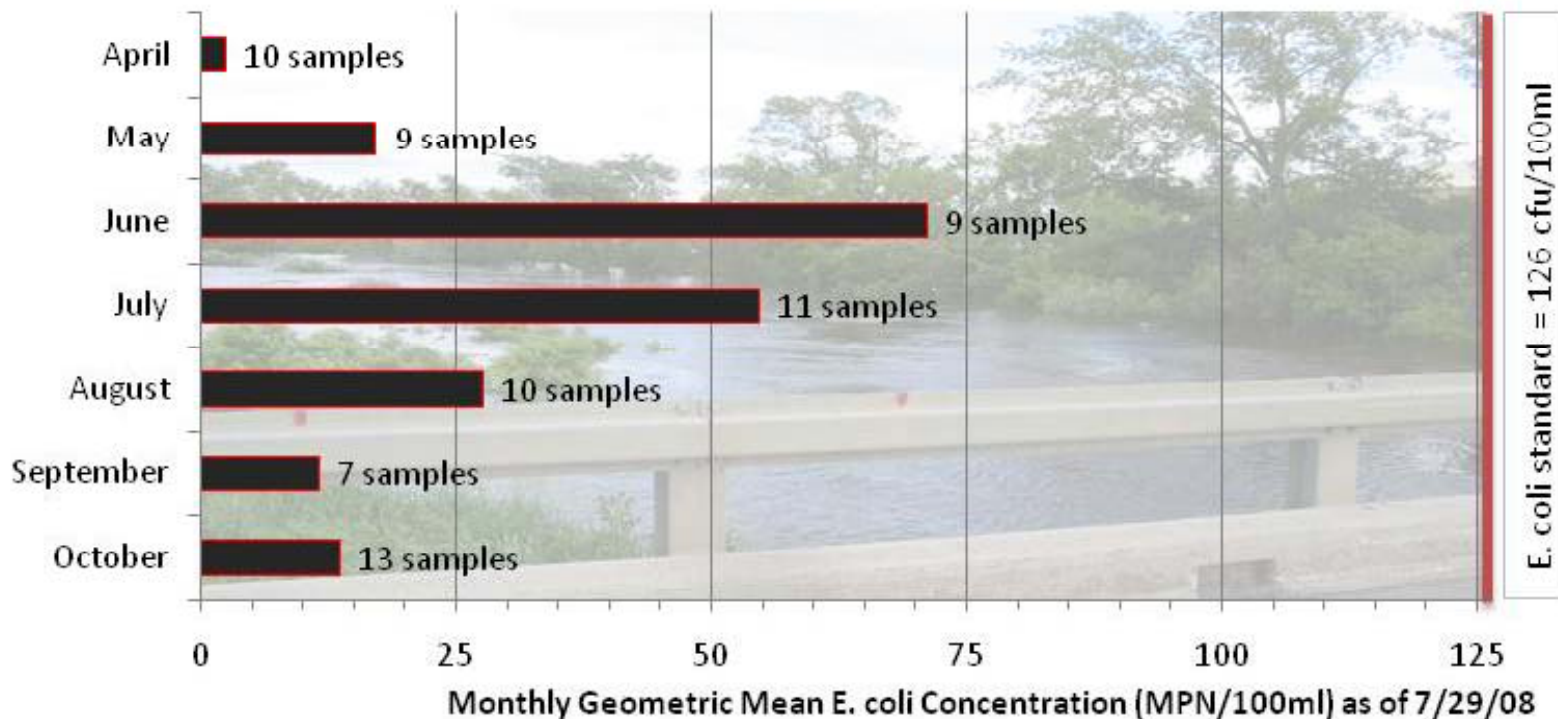 April
10 samples
May
9 samples
June
9 samples
July
11 samples
August
10 samples
September
7 samples
October
13 samples
0 25 50 75 100 125
Monthly Geometric Mean E. coli Concentration (MPN/100ml) as of 7/29/08
E. coli standard = 126 cfu/100ml